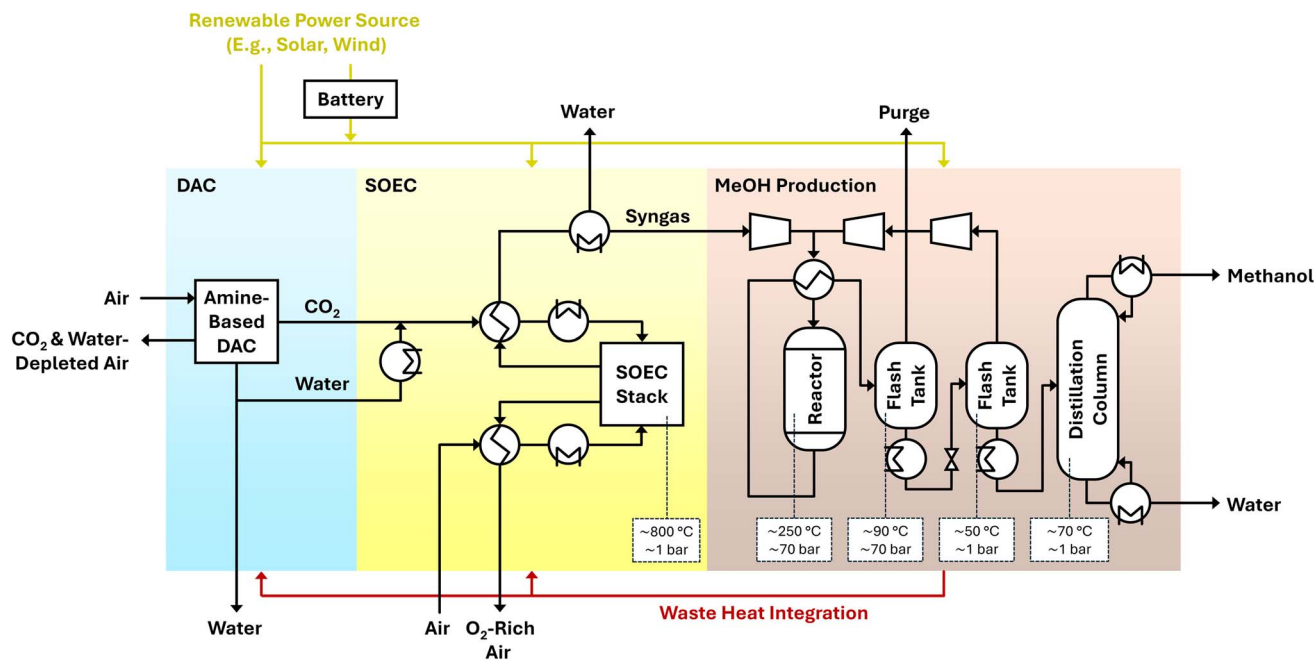 Renewable Power Source
(E.g., Solar, Wind)
Battery
Water
Purge
DAC
SOEC
MeOH Production
Syngas
Air
Amine-
Based
DAC
CO₂
CO₂ & Water-
Depleted Air
Water
SOEC
Stack
Reactor
Flash
Tank
Flash
Tank
Distillation
Column
Methanol
Water
~800 °C
~1 bar
~250 °C
~70 bar
~90 °C
~70 bar
~50 °C
~1 bar
~70 °C
~1 bar
Waste Heat Integration
Water
Air
O₂-Rich
Air